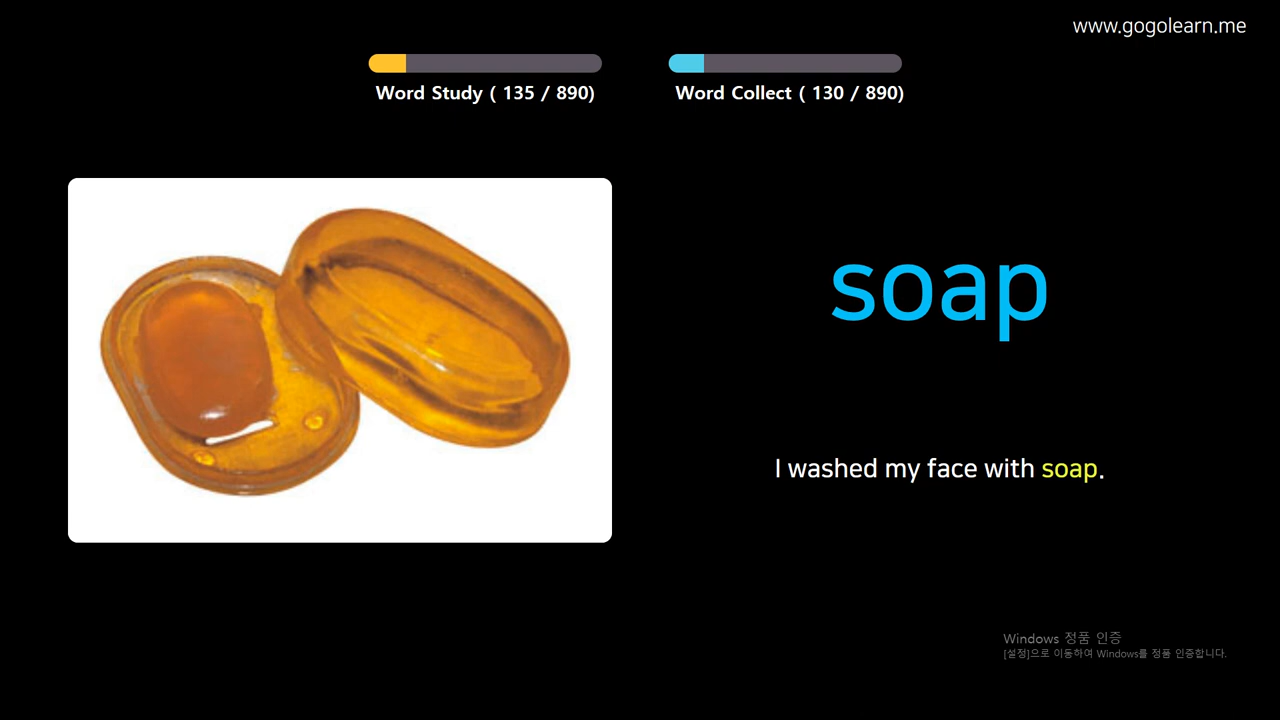 www.gogolearn.me
Word Study ( 135 / 890)
Word Collect ( 130 / 890)
soap
I washed my face with soap.
Windows 정품 인증
[설정]으로 이동하여 Windows를 정품 인증합니다.